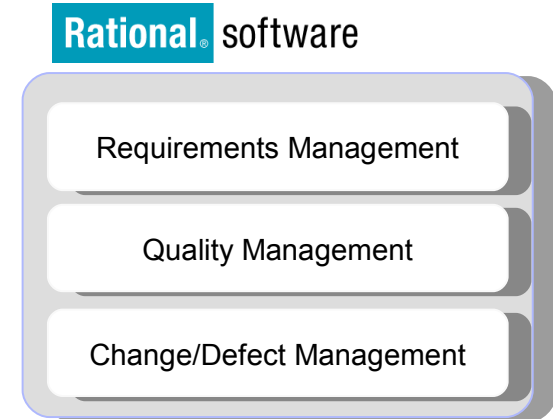 Rational® software
Requirements Management
Quality Management
Change/Defect Management